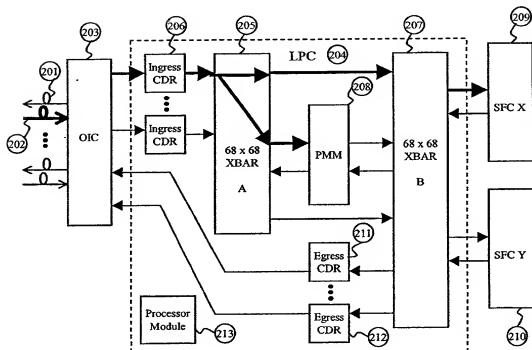 203
206
205
207
209
LPC 204
201
202
OIC
Ingress
CDR
Ingress
CDR
208
68 x 68
XBAR
A
PMM
68 x 68
XBAR
B
SFC X
211
Egress
CDR
Egress
CDR
212
Processor
Module
213
SFC Y
210